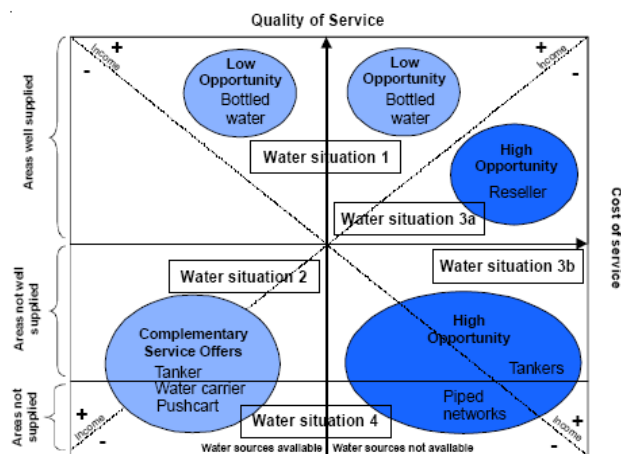 Quality of Service
Income
+
-
Low
Opportunity
Bottled
water
Low
Opportunity
Bottled
water
+
-
Income
Areas well supplied
Water situation 1
High
Opportunity
Reseller
Water situation 3a
Cost of service
Water situation 2
Water situation 3b
Areas not well
supplied
Complementary
Service Offers
Tanker
Water carrier
Pushcart
High
Opportunity
Tankers
Piped
networks
Areas not
supplied
+
-
Income
Water situation 4
Income
+
-
Water sources available
Water sources not available